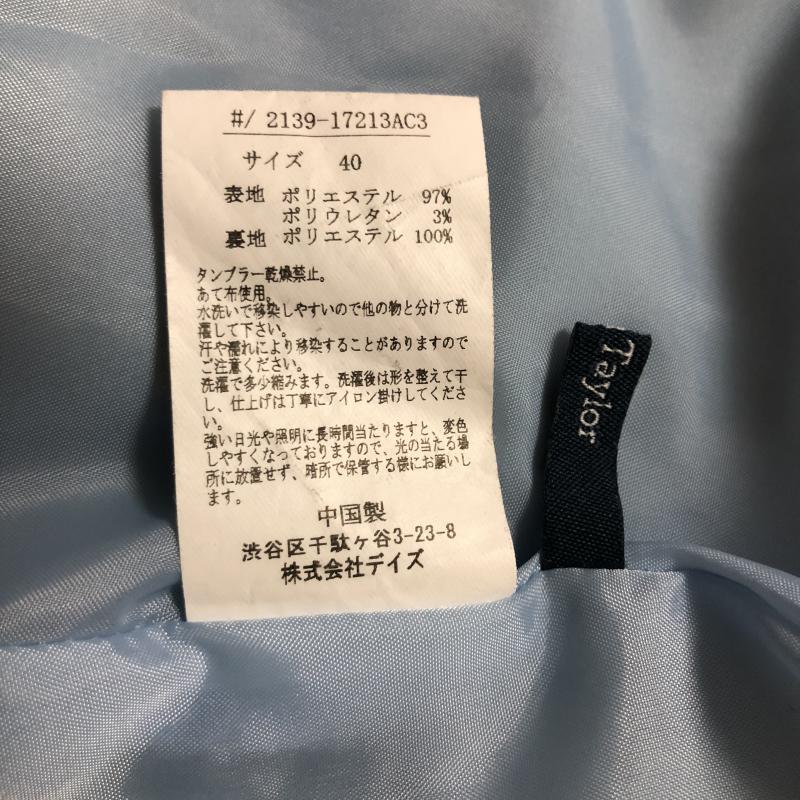 #/ 2139-17213AC3
サイズ 40
表地 ポリエステル 97%
ポリウレタン 3%
裏地 ポリエステル 100%
タンブラー乾燥禁止。
あて布使用。
水洗いで移染しやすいので他の物と分けて洗
濯して下さい。
汗や濡れにより移染することがありますので
ご注意ください。
洗濯で多少縮みます。洗濯後は形を整えて干
し、仕上げは丁寧にアイロン掛けしてくださ
い。
強い日光や照明に長時間当たりますと、変色
しやすくなっておりますので、光の当たる場
所に放置せず、暗所で保管する様にお願いし
ます。
中国製
渋谷区千駄ヶ谷3-23-8
株式会社デイズ
Taylor